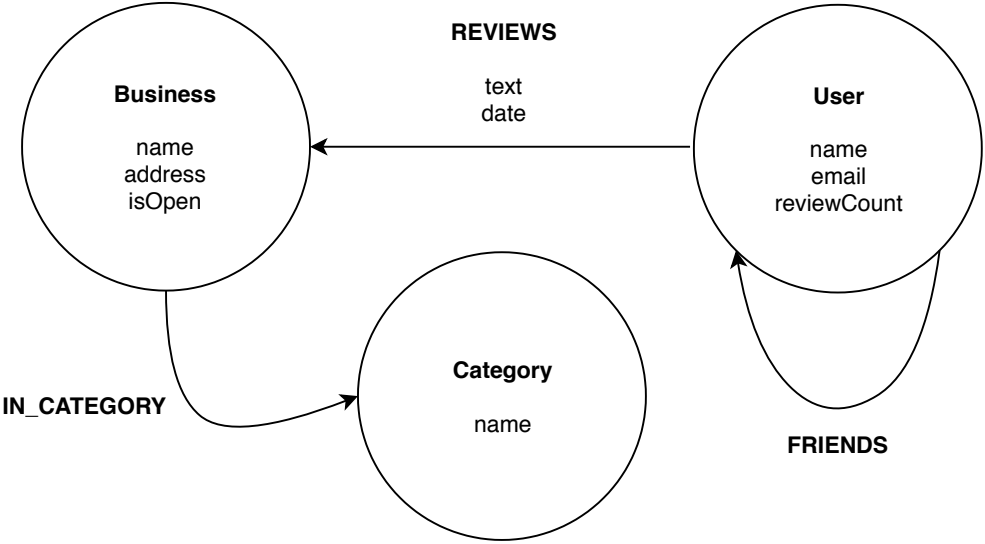 REVIEWS
text
date
Business
name
address
isOpen
User
name
email
reviewCount
Category
name
IN_CATEGORY
FRIENDS